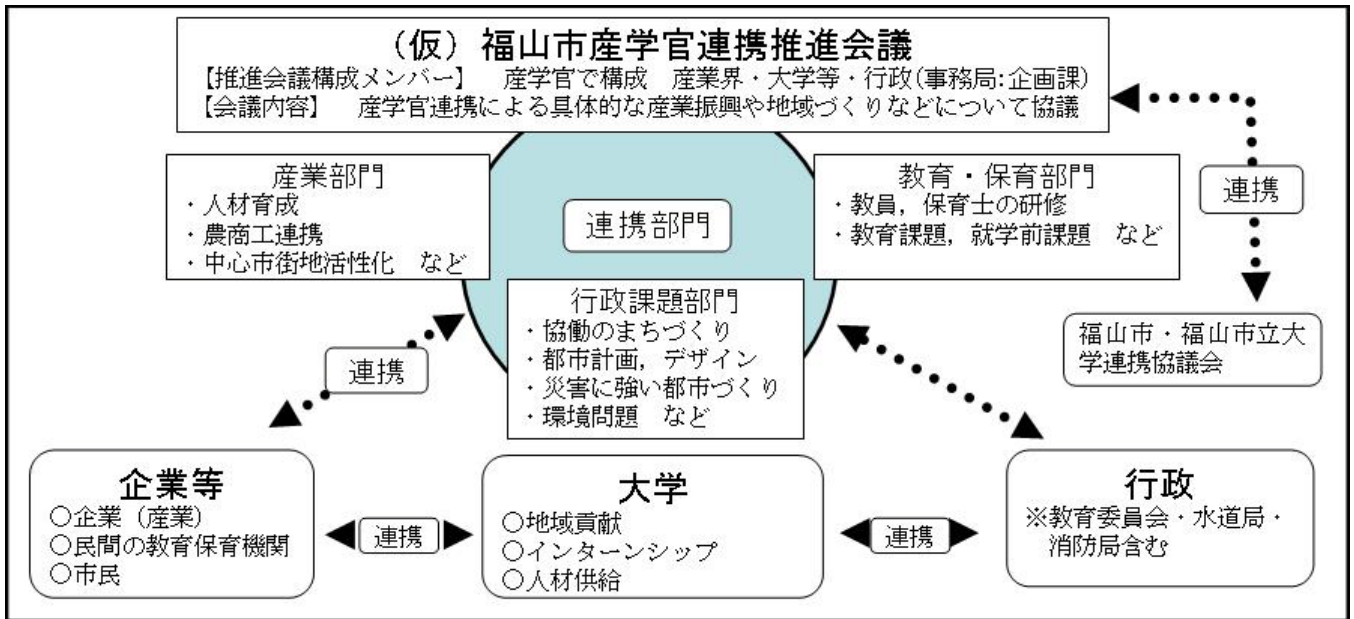 (仮)福山市産学官連携推進会議
【推進会議構成メンバー】 産学官で構成 産業界・大学等・行政(事務局:企画課)
【会議内容】 産学官連携による具体的な産業振興や地域づくりなどについて協議
産業部門
・人材育成
・農商工連携
・中心市街地活性化 など
連携部門
教育・保育部門
・教員，保育士の研修
・教育課題，就学前課題 など
連携
行政課題部門
・協働のまちづくり
・都市計画，デザイン
・災害に強い都市づくり
・環境問題 など
連携
福山市・福山市立大
学連携協議会
企業等
○企業（産業）
○民間の教育保育機関
○市民
連携
大学
○地域貢献
○インターンシップ
○人材供給
連携
行政
※教育委員会・水道局・
消防局含む